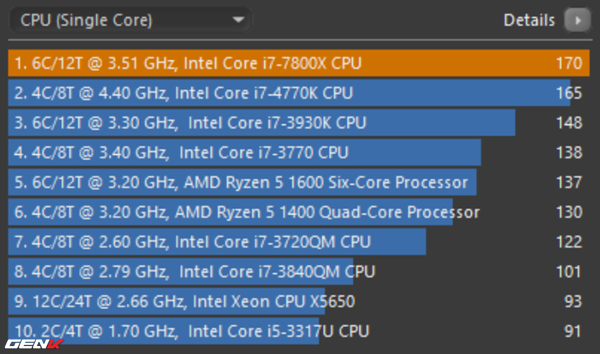 CPU (Single Core) Details
1. 6C/12T @ 3.51 GHz, Intel Core i7-7800X CPU 170
2. 4C/8T @ 4.40 GHz, Intel Core i7-4770K CPU 165
3. 6C/12T @ 3.30 GHz, Intel Core i7-3930K CPU 148
4. 4C/8T @ 3.40 GHz, Intel Core i7-3770 CPU 138
5. 6C/12T @ 3.20 GHz, AMD Ryzen 5 1600 Six-Core Processor 137
6. 4C/8T @ 3.20 GHz, AMD Ryzen 5 1400 Quad-Core Processor 130
7. 4C/8T @ 2.60 GHz, Intel Core i7-3720QM CPU 122
8. 4C/8T @ 2.79 GHz, Intel Core i7-3840QM CPU 101
9. 12C/24T @ 2.66 GHz, Intel Xeon CPU X5650 93
10. 2C/4T @ 1.70 GHz, Intel Core i5-3317U CPU 91
GENK